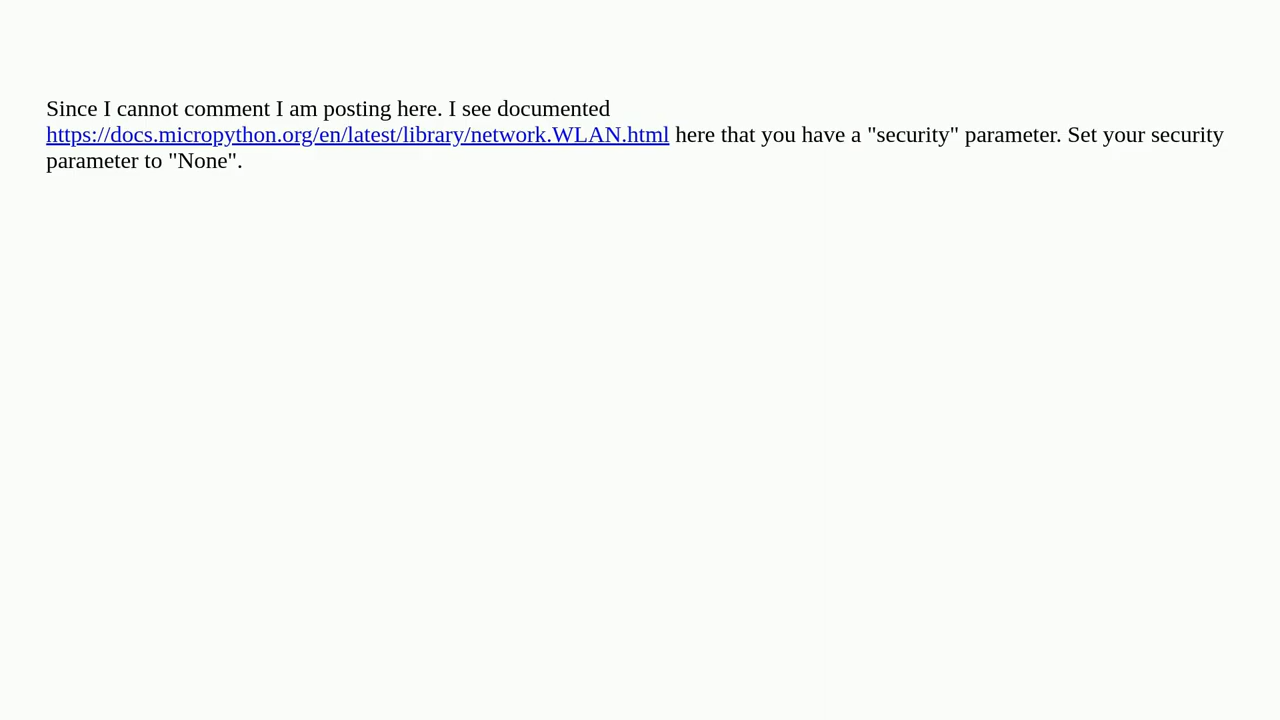 Since I cannot comment I am posting here. I see documented
https://docs.micropython.org/en/latest/library/network.WLAN.html here that you have a "security" parameter. Set your security
parameter to "None".